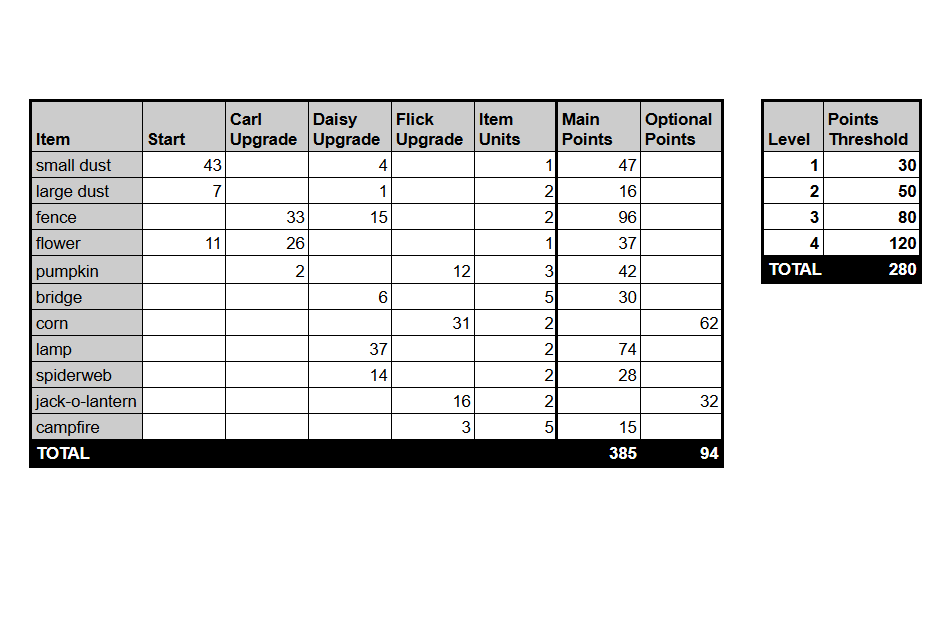 Item Start Carl Upgrade Daisy Upgrade Flick Upgrade Item Units Main Points Optional Points
small dust 43 4 1 47
large dust 7 1 2 16
fence 33 15 2 96
flower 11 26 1 37
pumpkin 2 12 3 42
bridge 6 5 30
corn 31 2 62
lamp 37 2 74
spiderweb 14 2 28
jack-o-lantern 16 2 32
campfire 3 5 15
TOTAL 385 94
Level Points Threshold
1 30
2 50
3 80
4 120
TOTAL 280